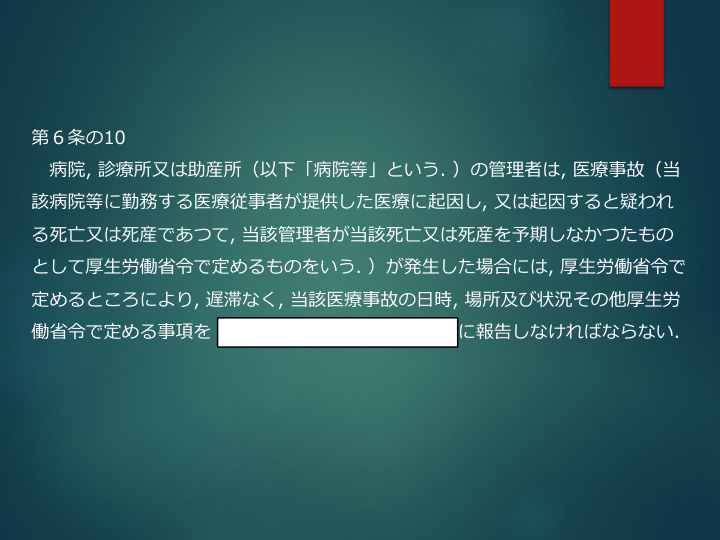 第６条の10
病院, 診療所又は助産所（以下「病院等」という. ）の管理者は, 医療事故（当
該病院等に勤務する医療従事者が提供した医療に起因し, 又は起因すると疑われ
る死亡又は死産であつて, 当該管理者が当該死亡又は死産を予期しなかつたもの
として厚生労働省令で定めるものをいう. ）が発生した場合には, 厚生労働省令で
定めるところにより, 遅滞なく, 当該医療事故の日時, 場所及び状況その他厚生労
働省令で定める事項を に報告しなければならない.